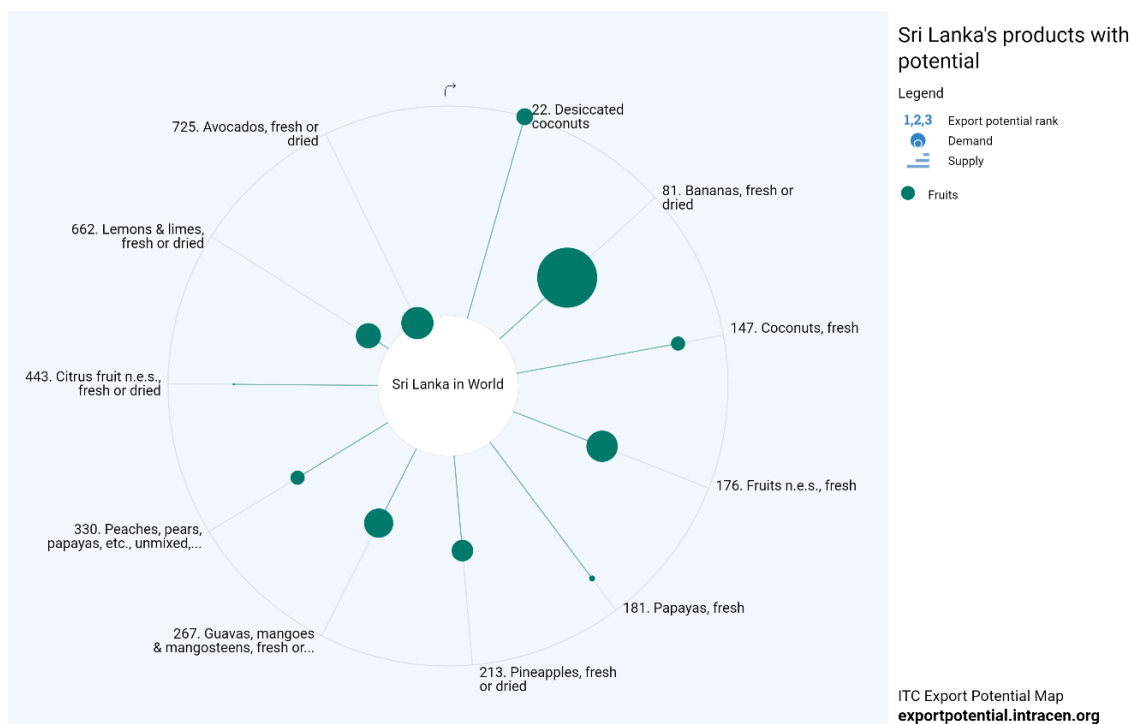 Sri Lanka's products with
potential
Legend
1,2,3 Export potential rank
Demand
Supply
Fruits
22. Desiccated
coconuts
81. Bananas, fresh or
dried
147. Coconuts, fresh
176. Fruits n.e.s., fresh
181. Papayas, fresh
213. Pineapples, fresh
or dried
267. Guavas, mangoes
& mangosteens, fresh or...
330. Peaches, pears,
papayas, etc., unmixed,...
443. Citrus fruit n.e.s.,
fresh or dried
662. Lemons & limes,
fresh or dried
725. Avocados, fresh or
dried
Sri Lanka in World
ITC Export Potential Map
exportpotential.intracen.org